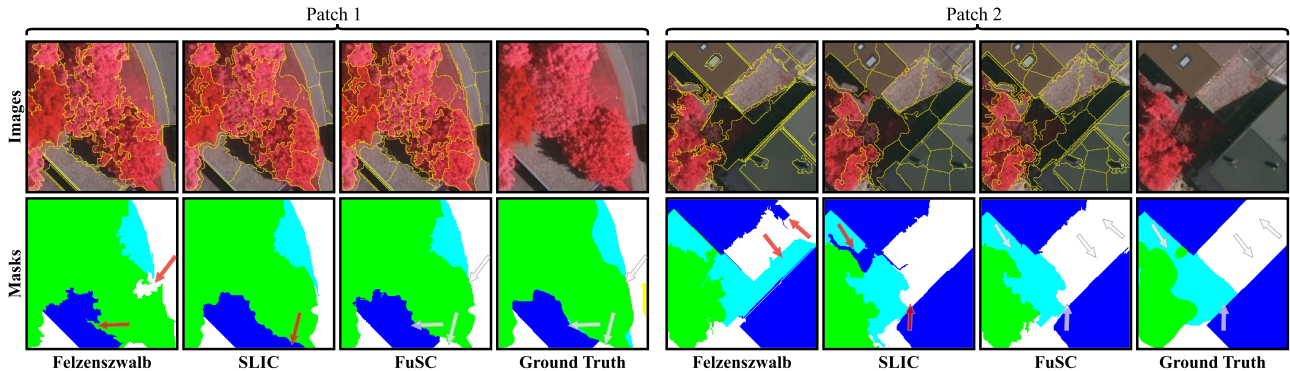 Patch 1 Patch 2
Images
Masks
Felzenszwalb SLIC FuSC Ground Truth Felzenszwalb SLIC FuSC Ground Truth